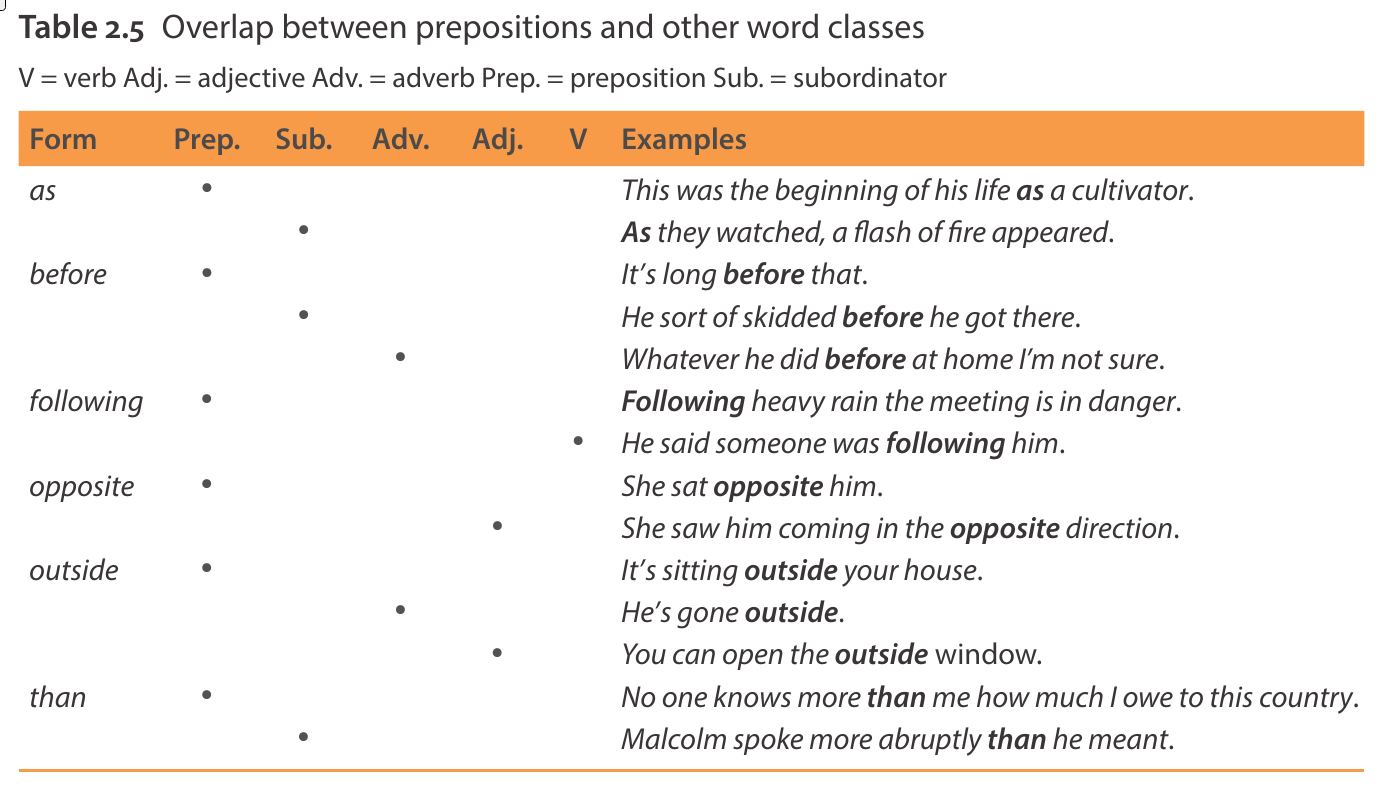 Table 2.5 Overlap between prepositions and other word classes
V = verb Adj. = adjective Adv. = adverb Prep. = preposition Sub. = subordinator
Form Prep. Sub. Adv. Adj. V Examples
as • This was the beginning of his life as a cultivator.
• As they watched, a flash of fire appeared.
before • It’s long before that.
• He sort of skidded before he got there.
• Whatever he did before at home I’m not sure.
following • Following heavy rain the meeting is in danger.
• He said someone was following him.
opposite • She sat opposite him.
• She saw him coming in the opposite direction.
outside • It’s sitting outside your house.
• He’s gone outside.
• You can open the outside window.
than • No one knows more than me how much I owe to this country.
• Malcolm spoke more abruptly than he meant.